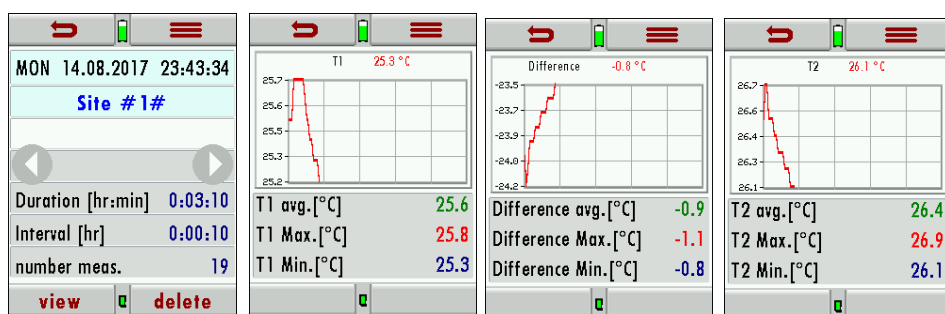 MON 14.08.2017 23:43:34
Site #1#
Duration [hr:min] 0:03:10
Interval [hr] 0:00:10
number meas. 19
view delete
T1 25.3 °C
25.7
25.6
25.5
25.3
25.2
T1 avg.[°C] 25.6
T1 Max.[°C] 25.8
T1 Min.[°C] 25.3
Difference -0.8 °C
-23.5
-23.7
-23.9
-24.0
-24.2
Difference avg.[°C] -0.9
Difference Max.[°C] -1.1
Difference Min.[°C] -0.8
T2 26.1 °C
26.7
26.6
26.4
26.3
26.1
T2 avg.[°C] 26.4
T2 Max.[°C] 26.9
T2 Min.[°C] 26.1